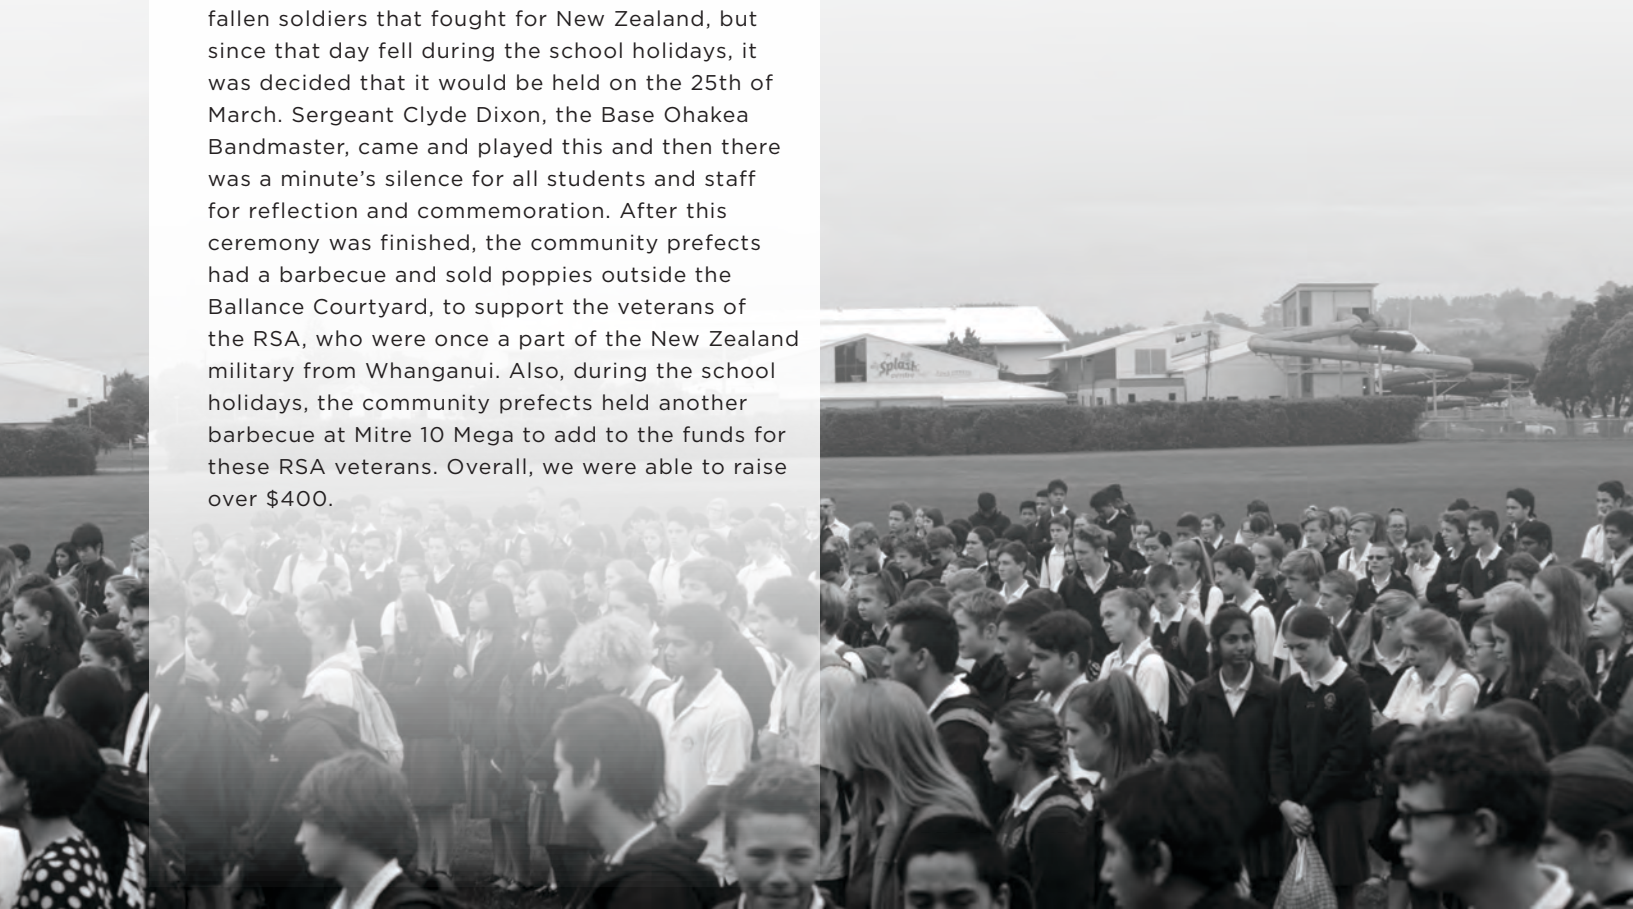 fallen soldiers that fought for New Zealand, but
since that day fell during the school holidays, it
was decided that it would be held on the 25th of
March. Sergeant Clyde Dixon, the Base Ohakea
Bandmaster, came and played this and then there
was a minute’s silence for all students and staff
for reflection and commemoration. After this
ceremony was finished, the community prefects
had a barbecue and sold poppies outside the
Ballance Courtyard, to support the veterans of
the RSA, who were once a part of the New Zealand
military from Whanganui. Also, during the school
holidays, the community prefects held another
barbecue at Mitre 10 Mega to add to the funds for
these RSA veterans. Overall, we were able to raise
over $400.
Splash